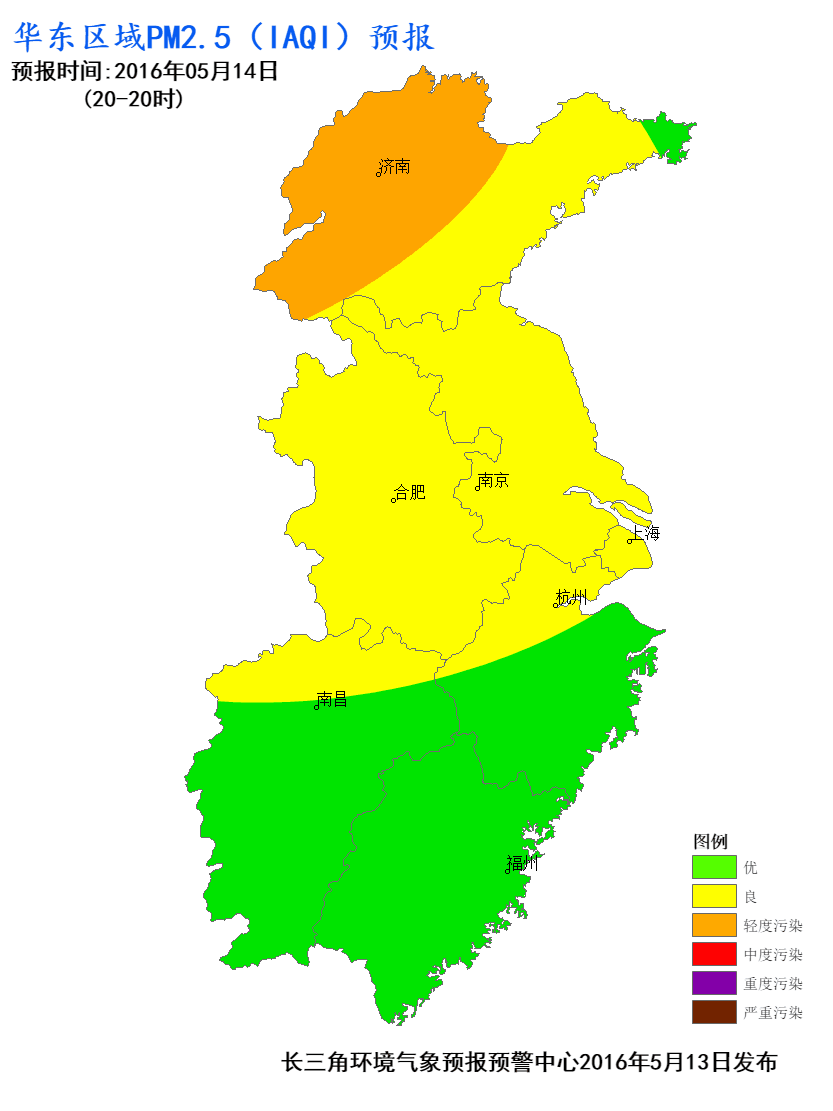 华东区域PM2.5（IAQI）预报
预报时间:2016年05月14日
(20-20时)
济南
南京
合肥
上海
杭州
南昌
福州
图例
优
良
轻度污染
中度污染
重度污染
严重污染
长三角环境气象预报预警中心2016年5月13日发布